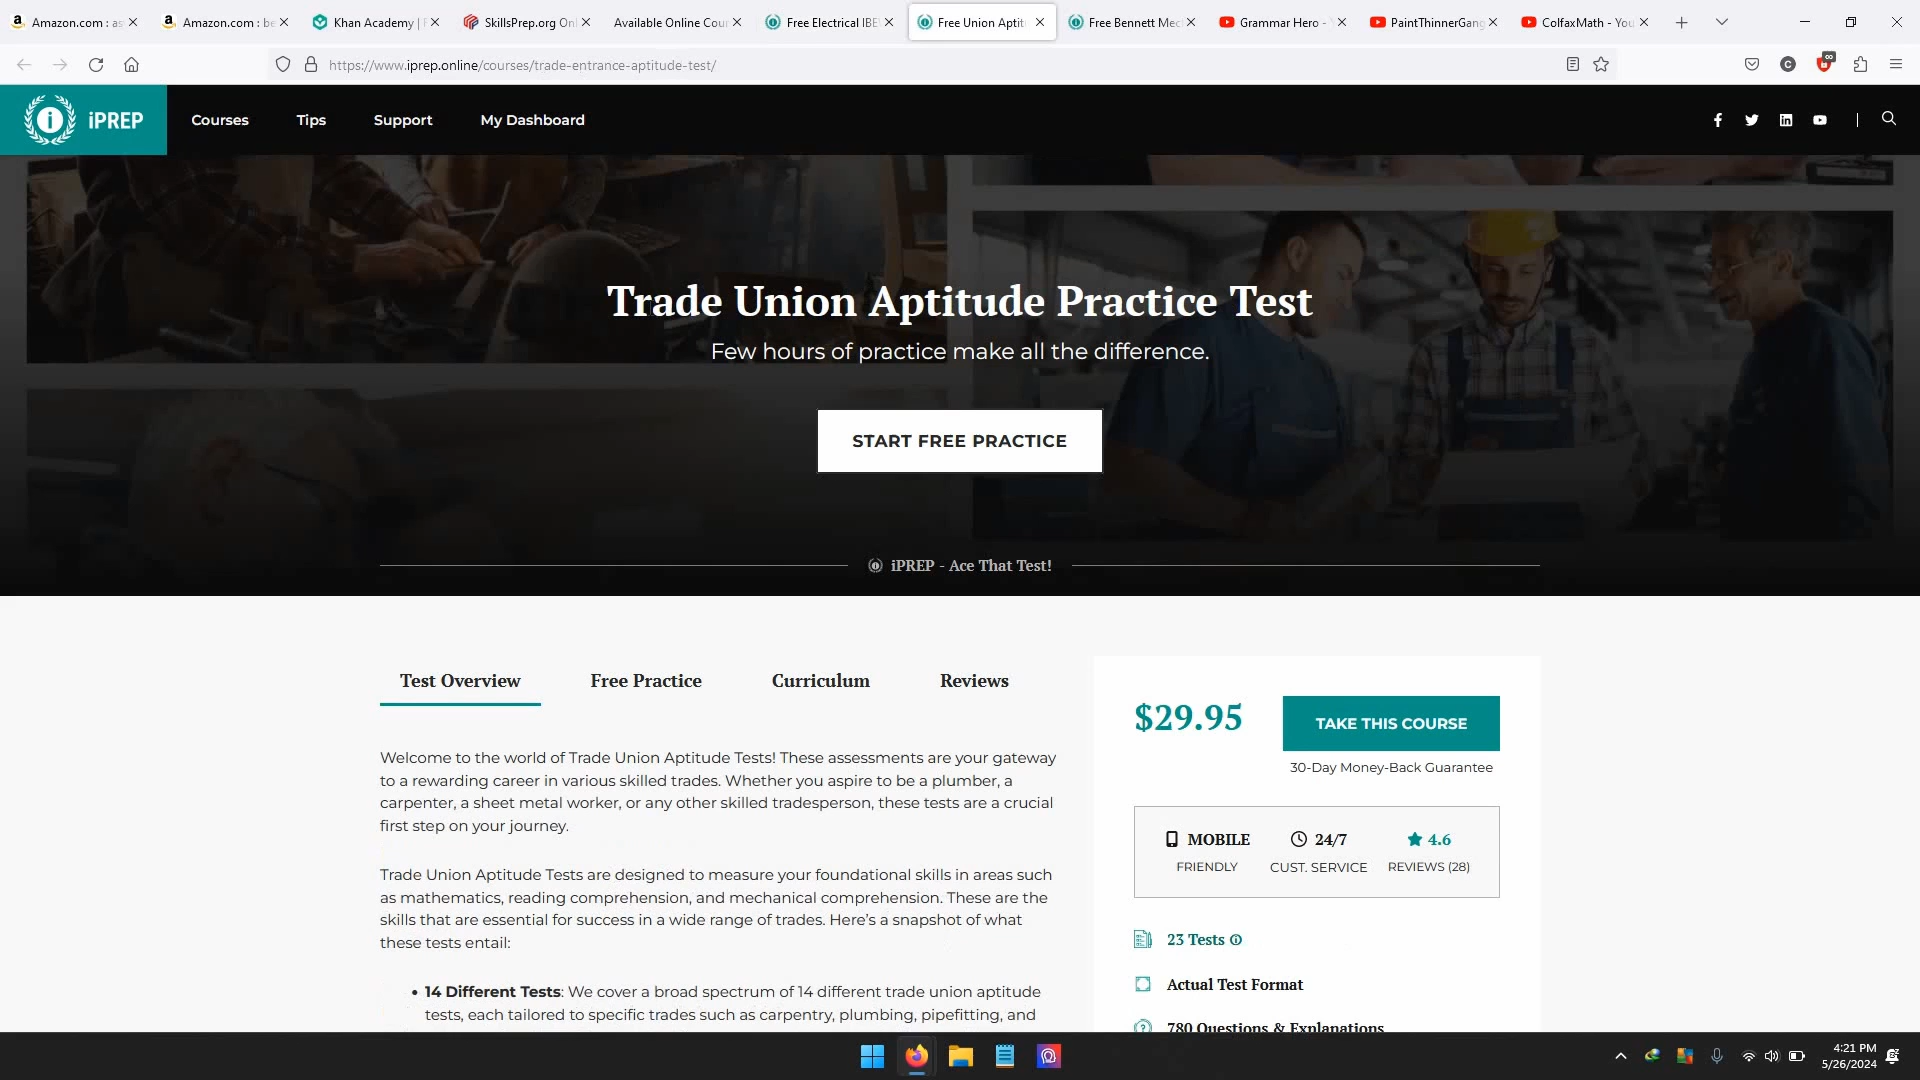 Amazon.com : as
Amazon.com : be
Khan Academy | F
SkillsPrep.org Onl
Available Online Cour
Free Electrical IBE
Free Union Aptit
Free Bennett Mec
Grammar Hero -
PaintThinnerGang
ColfaxMath - You
https://www.iprep.online/courses/trade-entrance-aptitude-test/
iPREP
Courses
Tips
Support
My Dashboard
Trade Union Aptitude Practice Test
Few hours of practice make all the difference.
START FREE PRACTICE
iPREP - Ace That Test!
Test Overview
Free Practice
Curriculum
Reviews
Welcome to the world of Trade Union Aptitude Tests! These assessments are your gateway
to a rewarding career in various skilled trades. Whether you aspire to be a plumber, a
carpenter, a sheet metal worker, or any other skilled tradesperson, these tests are a crucial
first step on your journey.
Trade Union Aptitude Tests are designed to measure your foundational skills in areas such
as mathematics, reading comprehension, and mechanical comprehension. These are the
skills that are essential for success in a wide range of trades. Here's a snapshot of what
these tests entail:
• 14 Different Tests: We cover a broad spectrum of 14 different trade union aptitude
tests, each tailored to specific trades such as carpentry, plumbing, pipefitting, and
$29.95
TAKE THIS COURSE
30-Day Money-Back Guarantee
MOBILE
FRIENDLY
24/7
CUST. SERVICE
4.6
REVIEWS (28)
23 Tests
Actual Test Format
780 Questions & Explanations
4:21 PM
5/26/2024